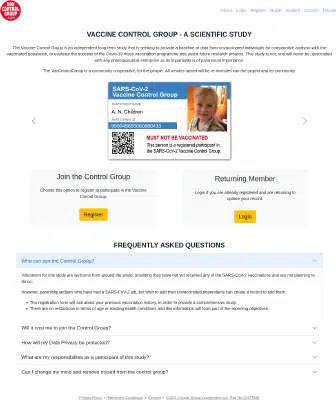 VAX CONTROL GROUP
About Login Register Guide Support Contact Donate
VACCINE CONTROL GROUP - A SCIENTIFIC STUDY
The Vaccine Control Group is an independent long-term study that is seeking to provide a baseline of data from unvaccinated individuals for comparative analysis with the
vaccinated population, to evaluate the success of the Covid-19 mass vaccination programme and assist future research projects. This study is not, and will never be, associated
with any pharmaceutical enterprise as its impartiality is of paramount importance.
The VaxControlGroup is a community cooperative, for the people. All monies raised will be re-invested into the project and its community.
SARS-CoV-2
Vaccine Control Group
PARTICIPANT NAME
A. N. Children
PARTICIPANT ID
MUST NOT BE VACCINATED
This person is a registered participant in
the SARS-CoV-2 Vaccine Control Group.
Join the Control Group
Choose this option to register to participate in the Vaccine
Control Group
Register
Returning Member
Login if you are already registered and are returning to
update your record.
Login
FREQUENTLY ASKED QUESTIONS
Who can join the Control Group?
Volunteers for this study are welcome from around the world, providing they have not yet received any of the SARS-CoV-2 vaccinations and are not planning to
do so.
However, parents/guardians who have had a SARS-CoV-2 jab, but wish to add their unvaccinated dependants can create a record to add them.
The registration form will ask about your previous vaccination history, in order to provide a comprehensive study.
There are no restrictions in terms of age or existing health conditions and this information will form part of the reporting objectives.
Will it cost me to join the Control Group?
How will my Data Privacy be protected?
What are my responsibilities as a participant of this study?
Can I change my mind and remove myself from the control group?
Privacy Policy • Terms and Conditions • Contact